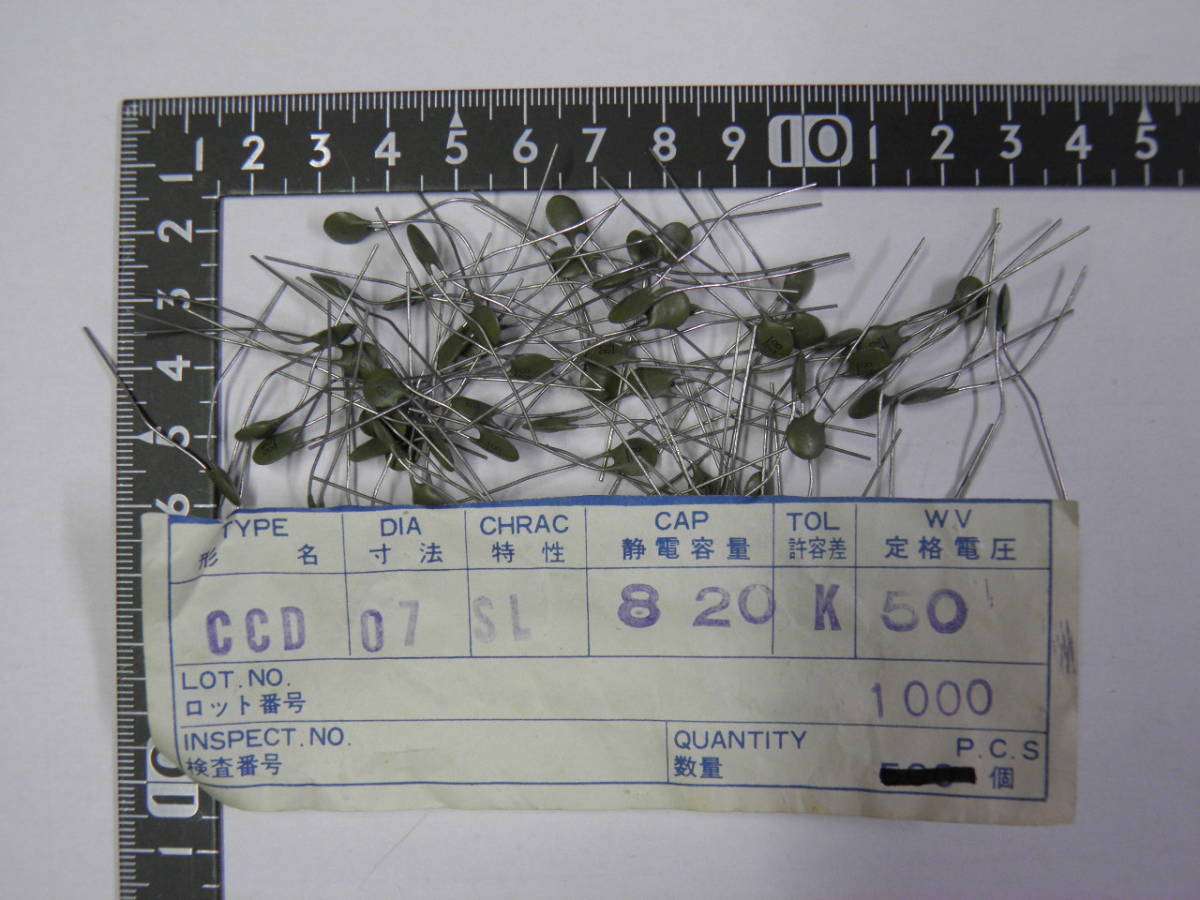 1 2 3 4 5 6 7 8 9 10 1 2 3 4 5
1
2
3
4
5
6
10
1
TYPE DIA CHRAC CAP TOL WV
形名 寸法 特性 静電容量 許容差 定格電圧
CCD 07 SL 820 K 50
LOT.NO.
ロット番号
1000
INSPECT.NO.
検査番号
QUANTITY P.C.S
数量 個